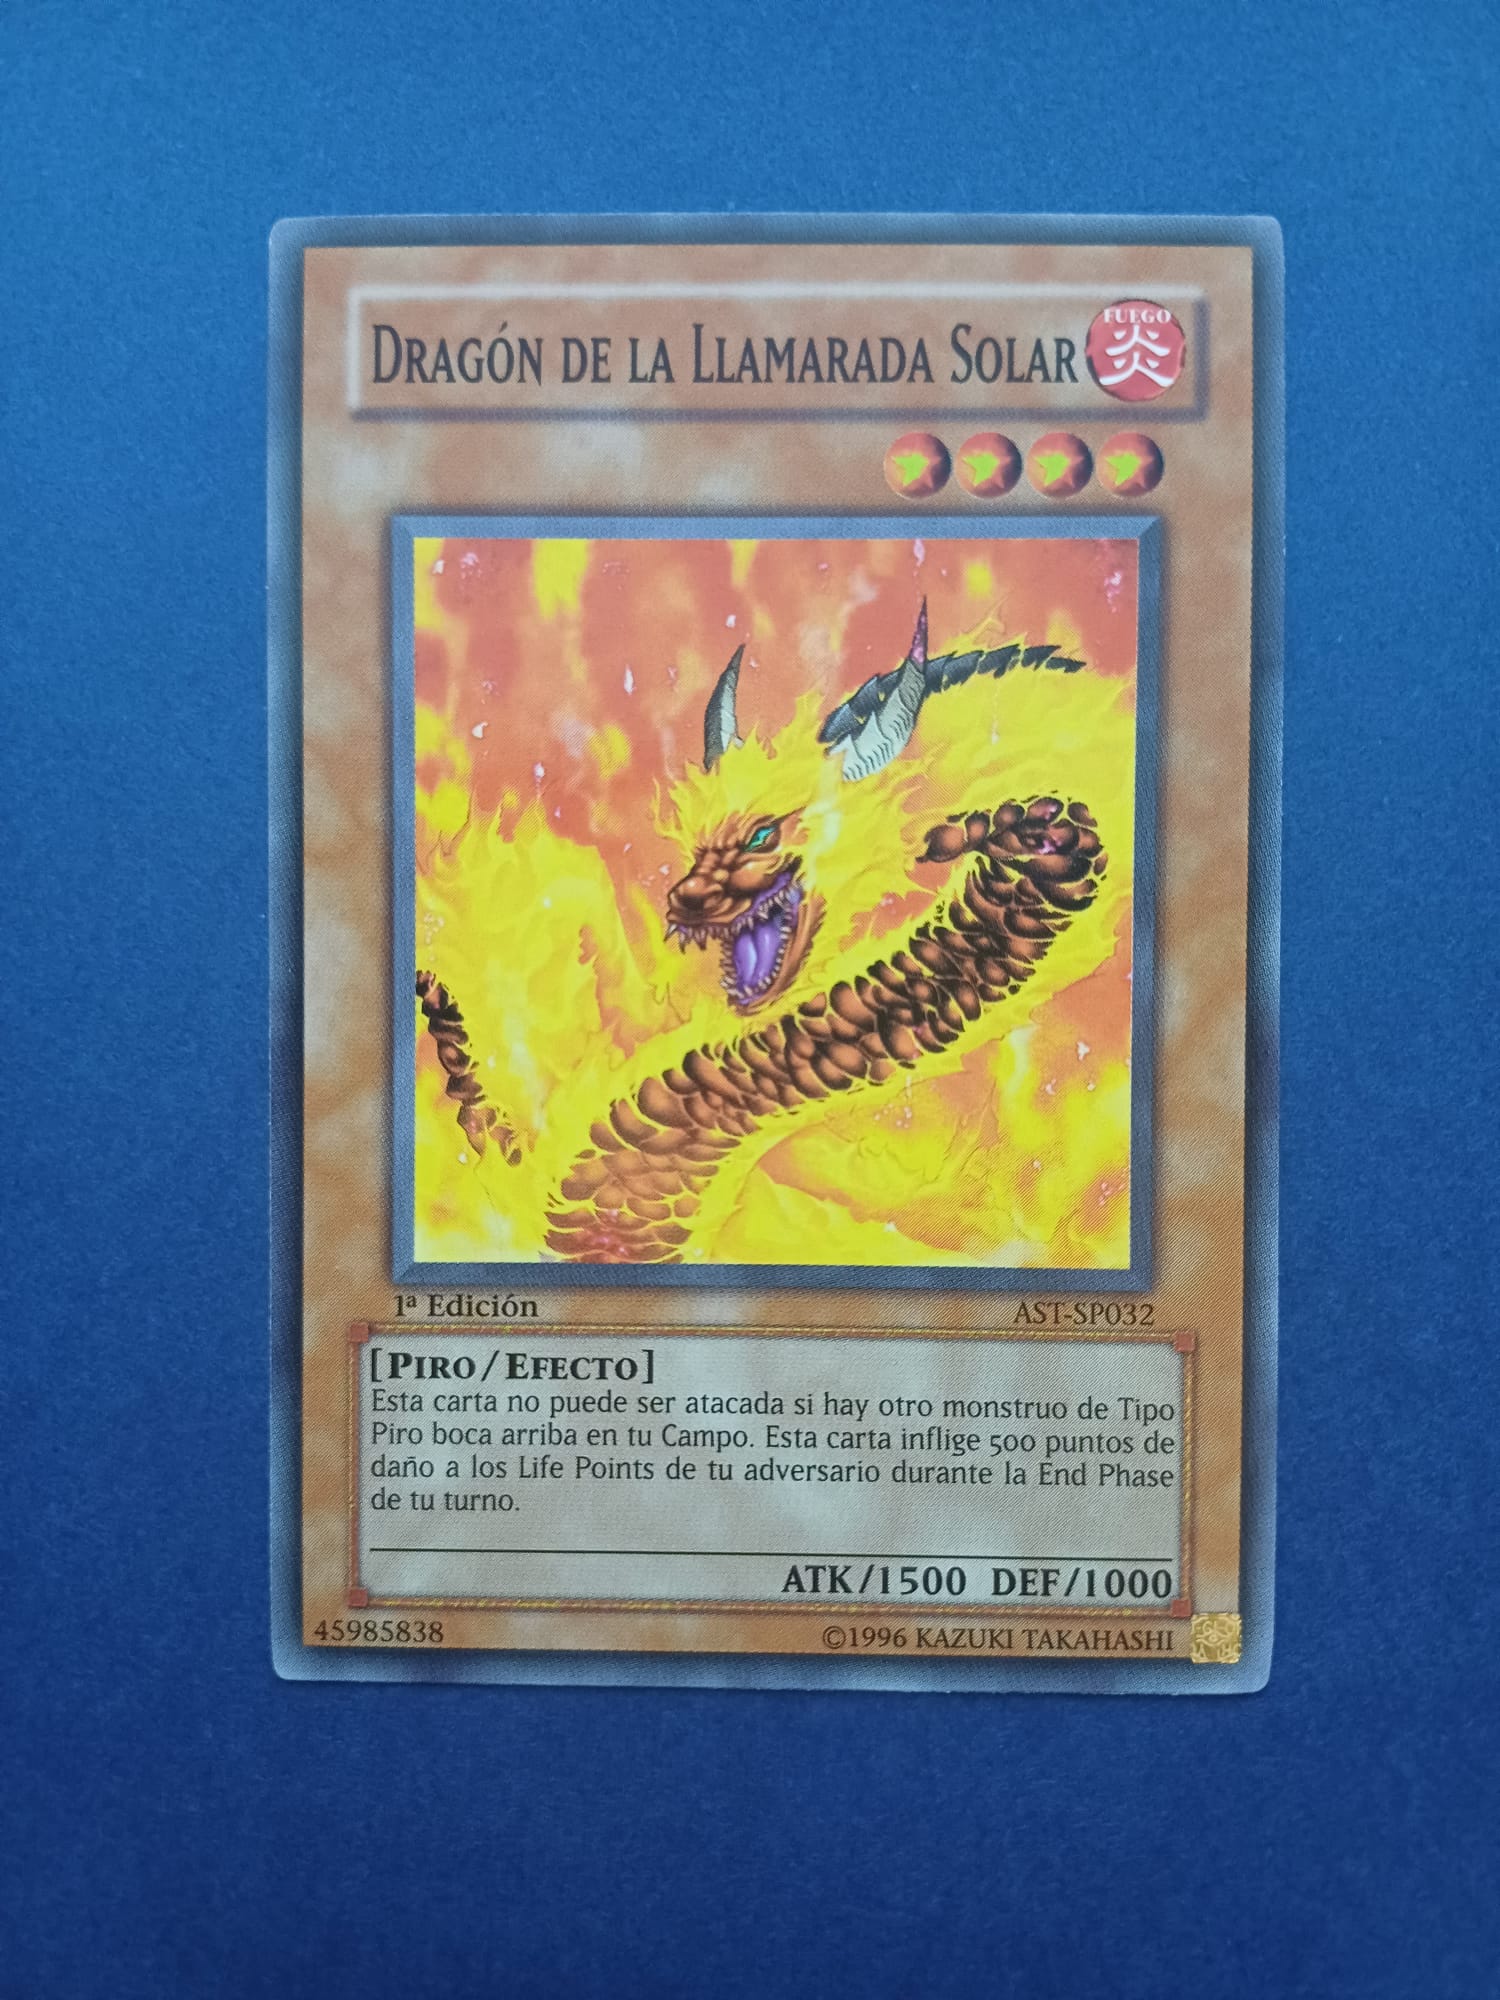 DRAGÓN DE LA LLAMARADA SOLAR
FUEGO
炎
1ª Edición
AST-SP032
[PIRO/EFECTO]
Esta carta no puede ser atacada si hay otro monstruo de Tipo
Piro boca arriba en tu Campo. Esta carta inflige 500 puntos de
daño a los Life Points de tu adversario durante la End Phase
de tu turno.
ATK/1500 DEF/1000
45985838
©1996 KAZUKI TAKAHASHI